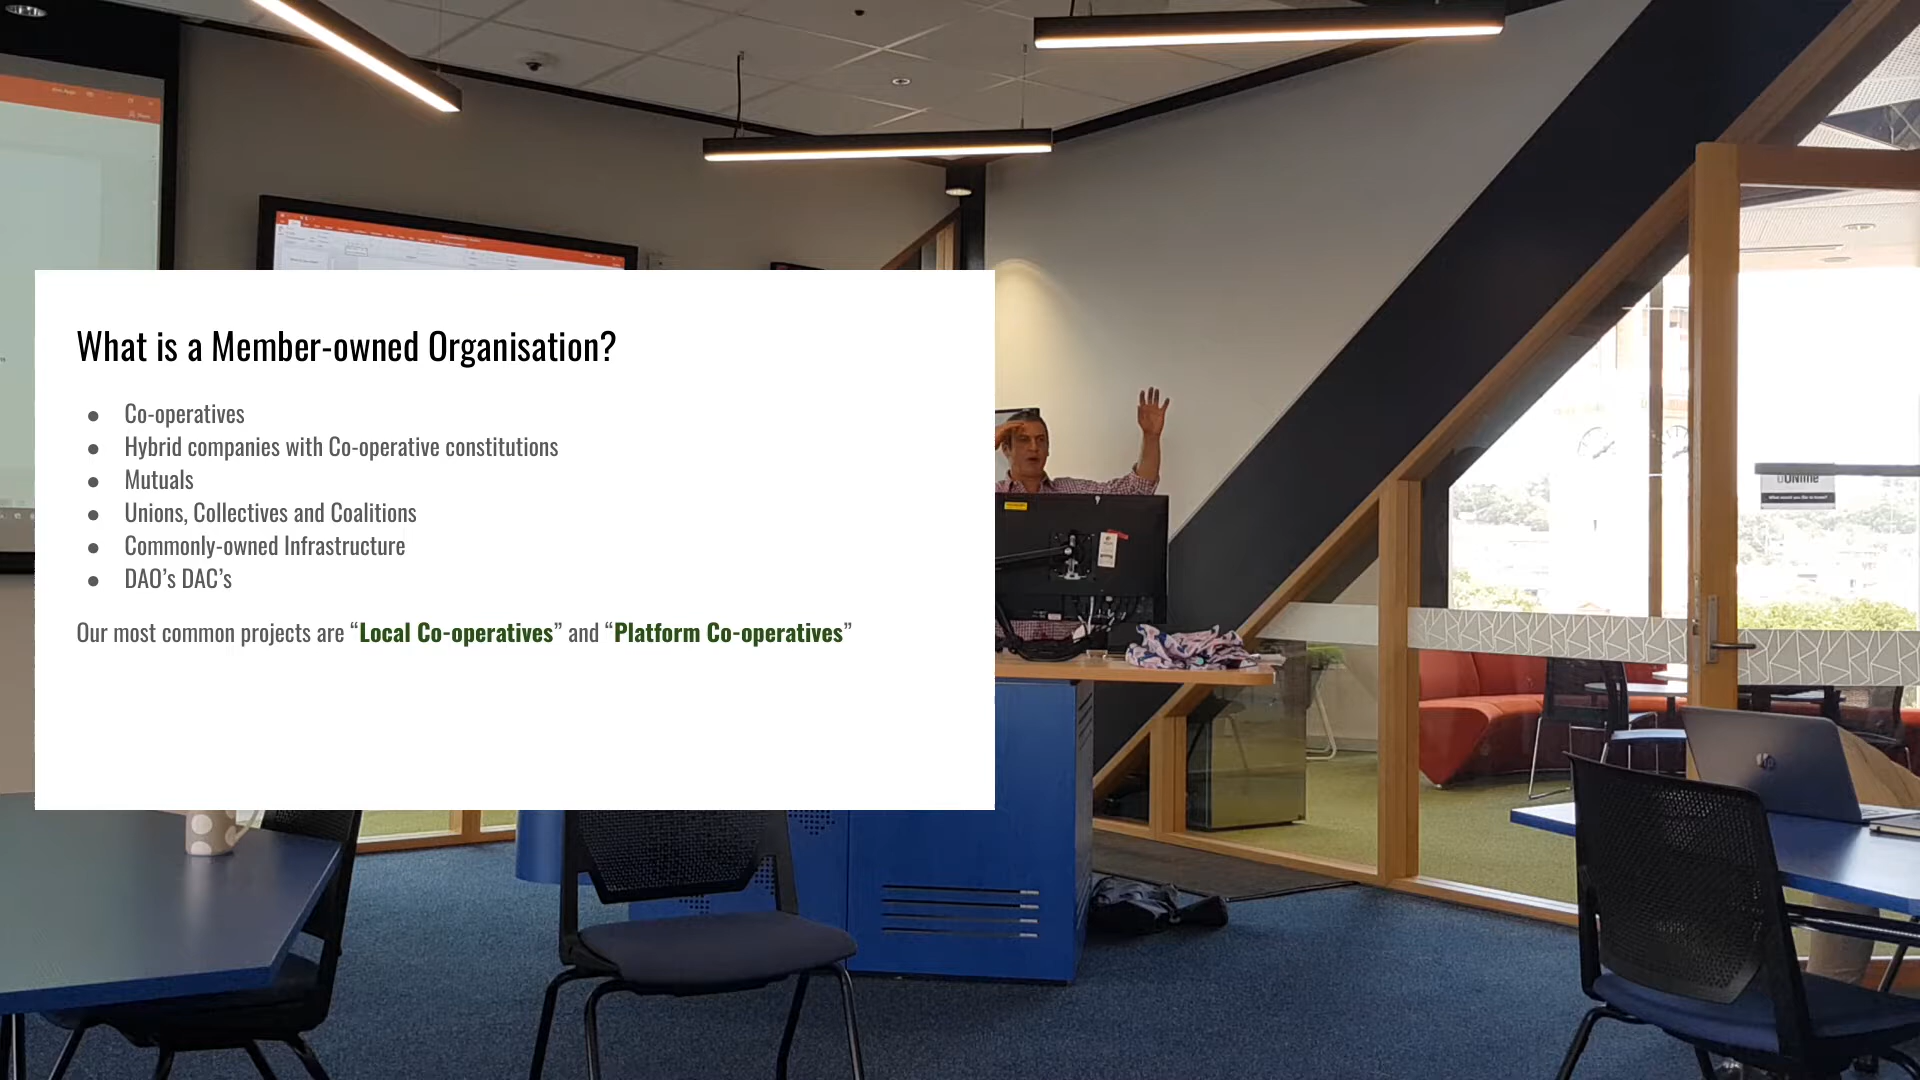 What is a Member-owned Organisation?
● Co-operatives
● Hybrid companies with Co-operative constitutions
● Mutuals
● Unions, Collectives and Coalitions
● Commonly-owned Infrastructure
● DAO’s DAC’s
Our most common projects are “Local Co-operatives” and “Platform Co-operatives”
hp